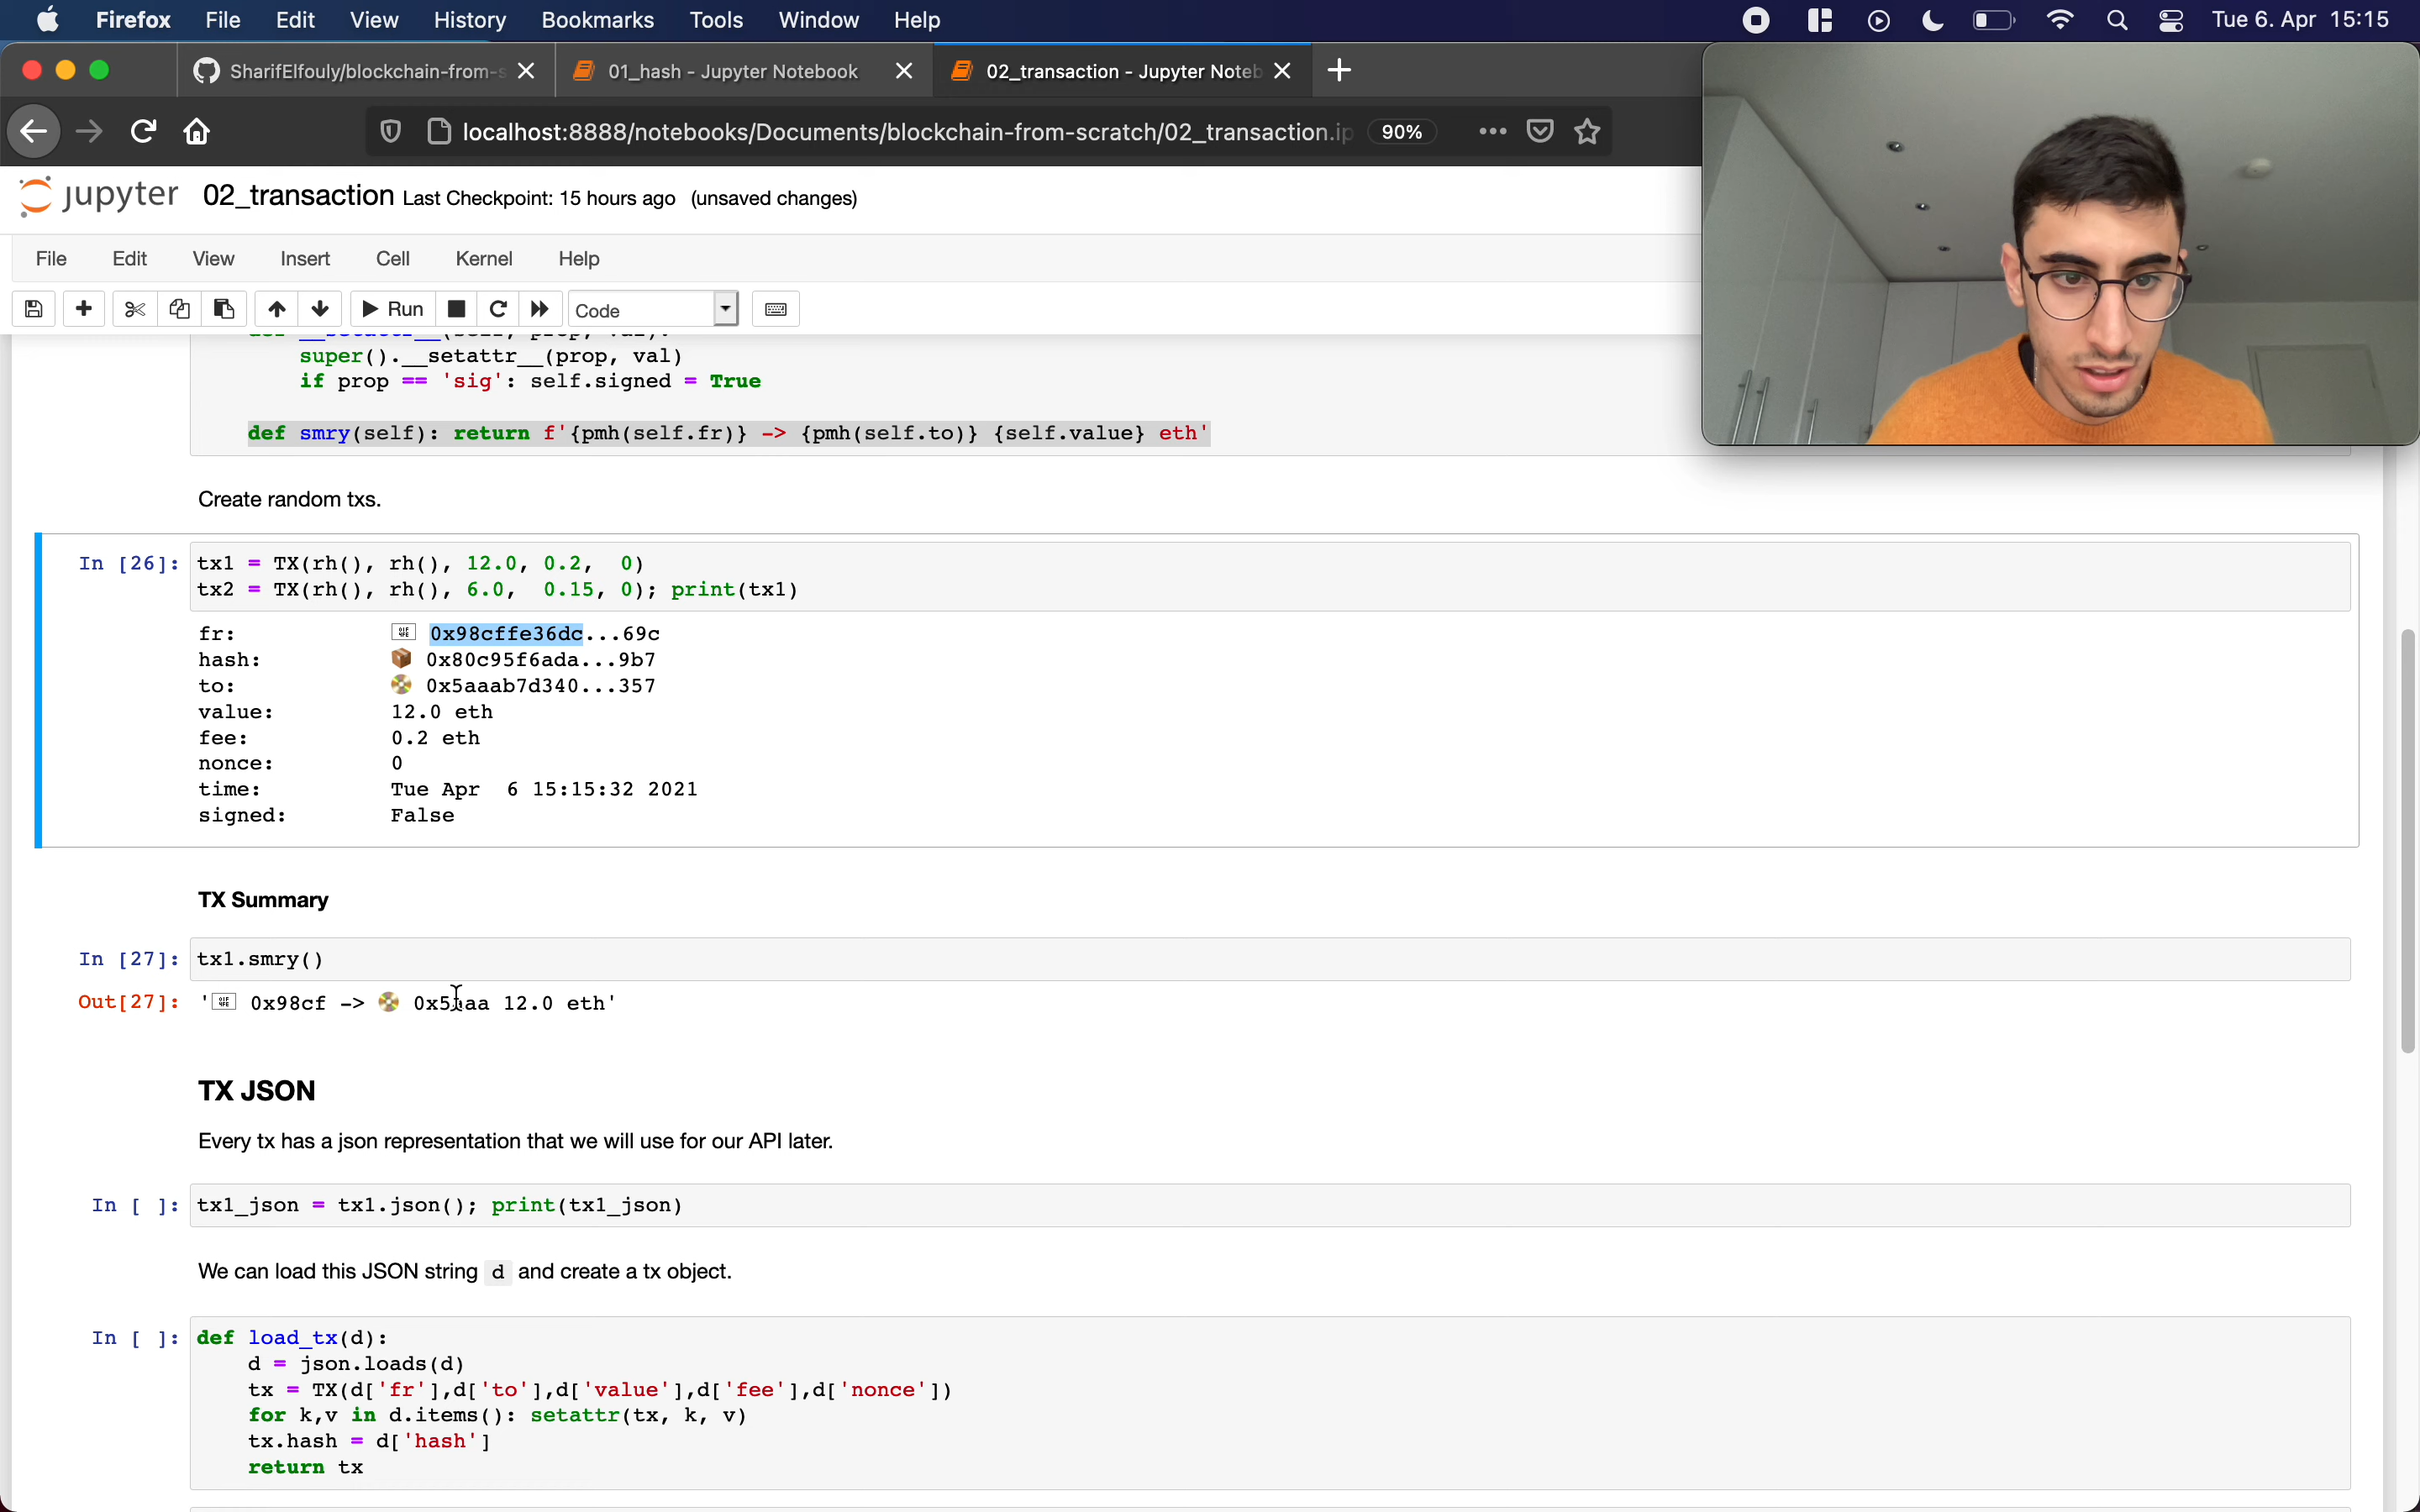 Firefox File Edit View History Bookmarks Tools Window Help Tue 6. Apr 15:15
SharifElfouly/blockchain-from-s 01_hash - Jupyter Notebook 02_transaction - Jupyter Noteb
localhost:8888/notebooks/Documents/blockchain-from-scratch/02_transaction.ip 90%
jupyter 02_transaction Last Checkpoint: 15 hours ago (unsaved changes)
File Edit View Insert Cell Kernel Help
Run Code
super().__setattr__(prop, val)
if prop == 'sig': self.signed = True
def smry(self): return f'{pmh(self.fr)} -> {pmh(self.to)} {self.value} eth'
Create random txs.
In [26]: tx1 = TX(rh(), rh(), 12.0, 0.2, 0)
tx2 = TX(rh(), rh(), 6.0, 0.15, 0); print(tx1)
fr: 0x98cffe36dc...69c
hash: 📦 0x80c95f6ada...9b7
to: 📀 0x5aaab7d340...357
value: 12.0 eth
fee: 0.2 eth
nonce: 0
time: Tue Apr 6 15:15:32 2021
signed: False
TX Summary
In [27]: tx1.smry()
Out[27]: ' 0x98cf -> 📀 0x5aaa 12.0 eth'
TX JSON
Every tx has a json representation that we will use for our API later.
In [ ]: tx1_json = tx1.json(); print(tx1_json)
We can load this JSON string d and create a tx object.
In [ ]: def load_tx(d):
d = json.loads(d)
tx = TX(d['fr'],d['to'],d['value'],d['fee'],d['nonce'])
for k,v in d.items(): setattr(tx, k, v)
tx.hash = d['hash']
return tx